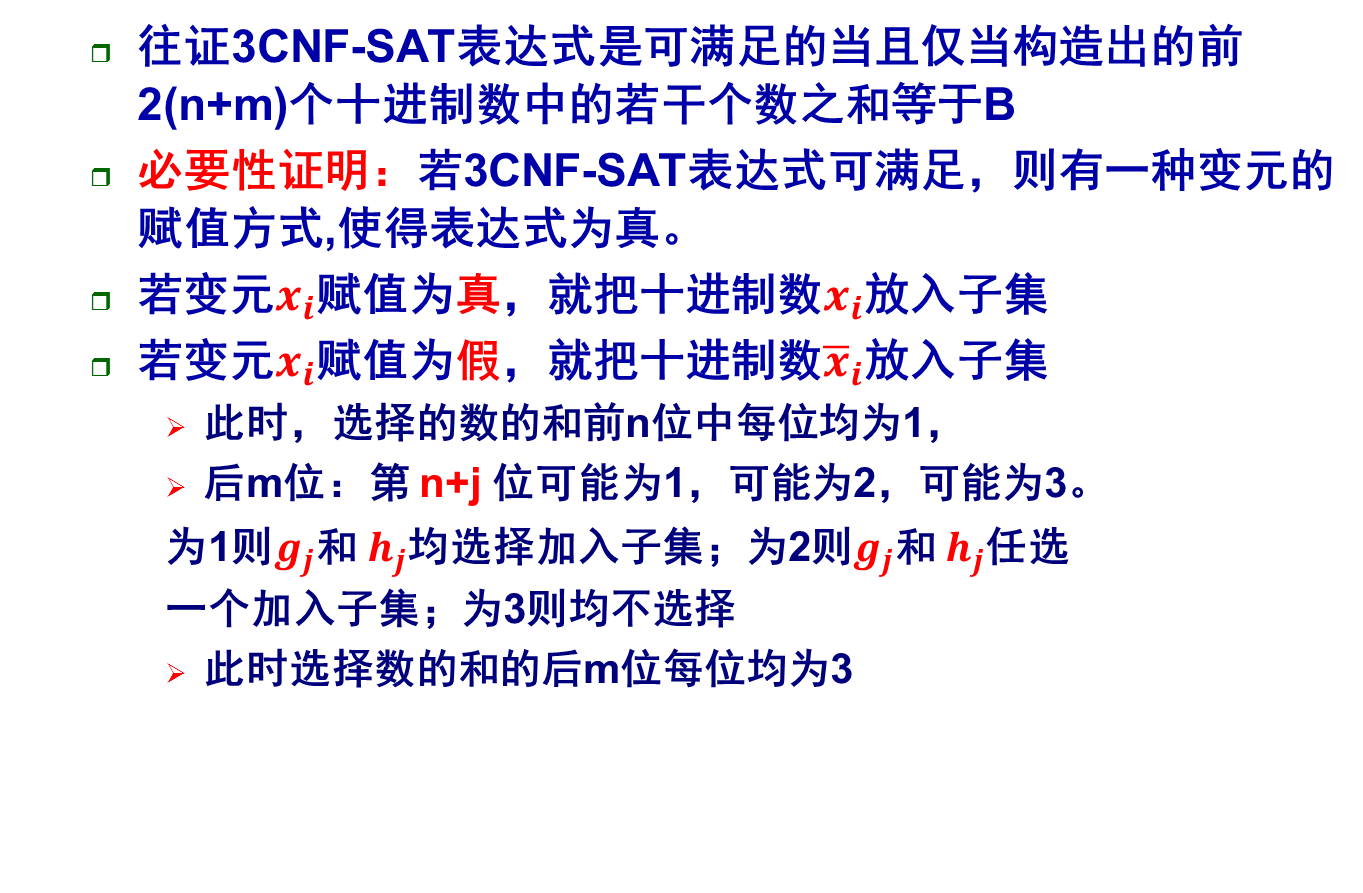 往证3CNF-SAT表达式是可满足的当且仅当构造出的前
2(n+m)个十进制数中的若干个数之和等于B
必要性证明：若3CNF-SAT表达式可满足，则有一种变元的
赋值方式,使得表达式为真。
若变元xᵢ赋值为真，就把十进制数xᵢ放入子集
若变元xᵢ赋值为假，就把十进制数x̅ᵢ放入子集
此时，选择的数的和前n位中每位均为1，
后m位：第 n+j 位可能为1，可能为2，可能为3。
为1则gⱼ和 hⱼ均选择加入子集；为2则gⱼ和 hⱼ任选
一个加入子集；为3则均不选择
此时选择数的和的后m位每位均为3